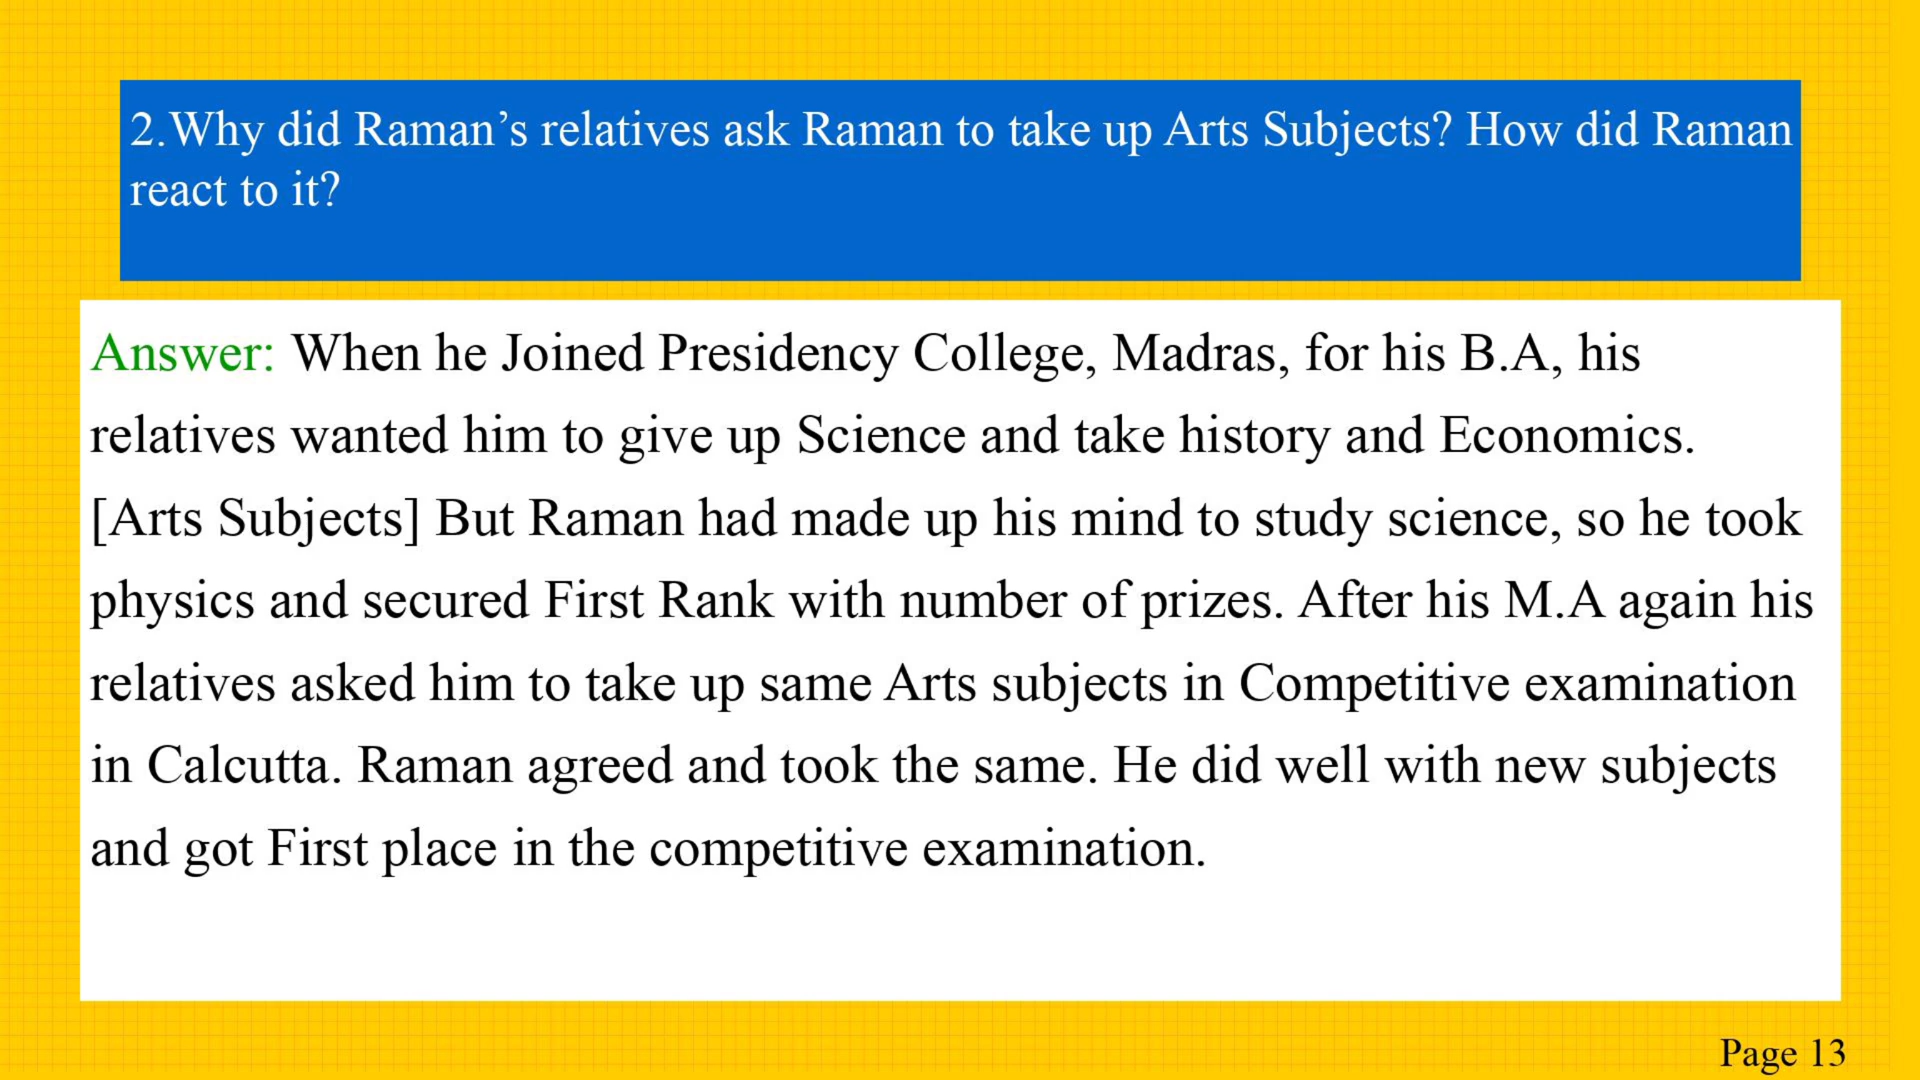 2.Why did Raman’s relatives ask Raman to take up Arts Subjects? How did Raman
react to it?
Answer: When he Joined Presidency College, Madras, for his B.A, his
relatives wanted him to give up Science and take history and Economics.
[Arts Subjects] But Raman had made up his mind to study science, so he took
physics and secured First Rank with number of prizes. After his M.A again his
relatives asked him to take up same Arts subjects in Competitive examination
in Calcutta. Raman agreed and took the same. He did well with new subjects
and got First place in the competitive examination.
Page 13